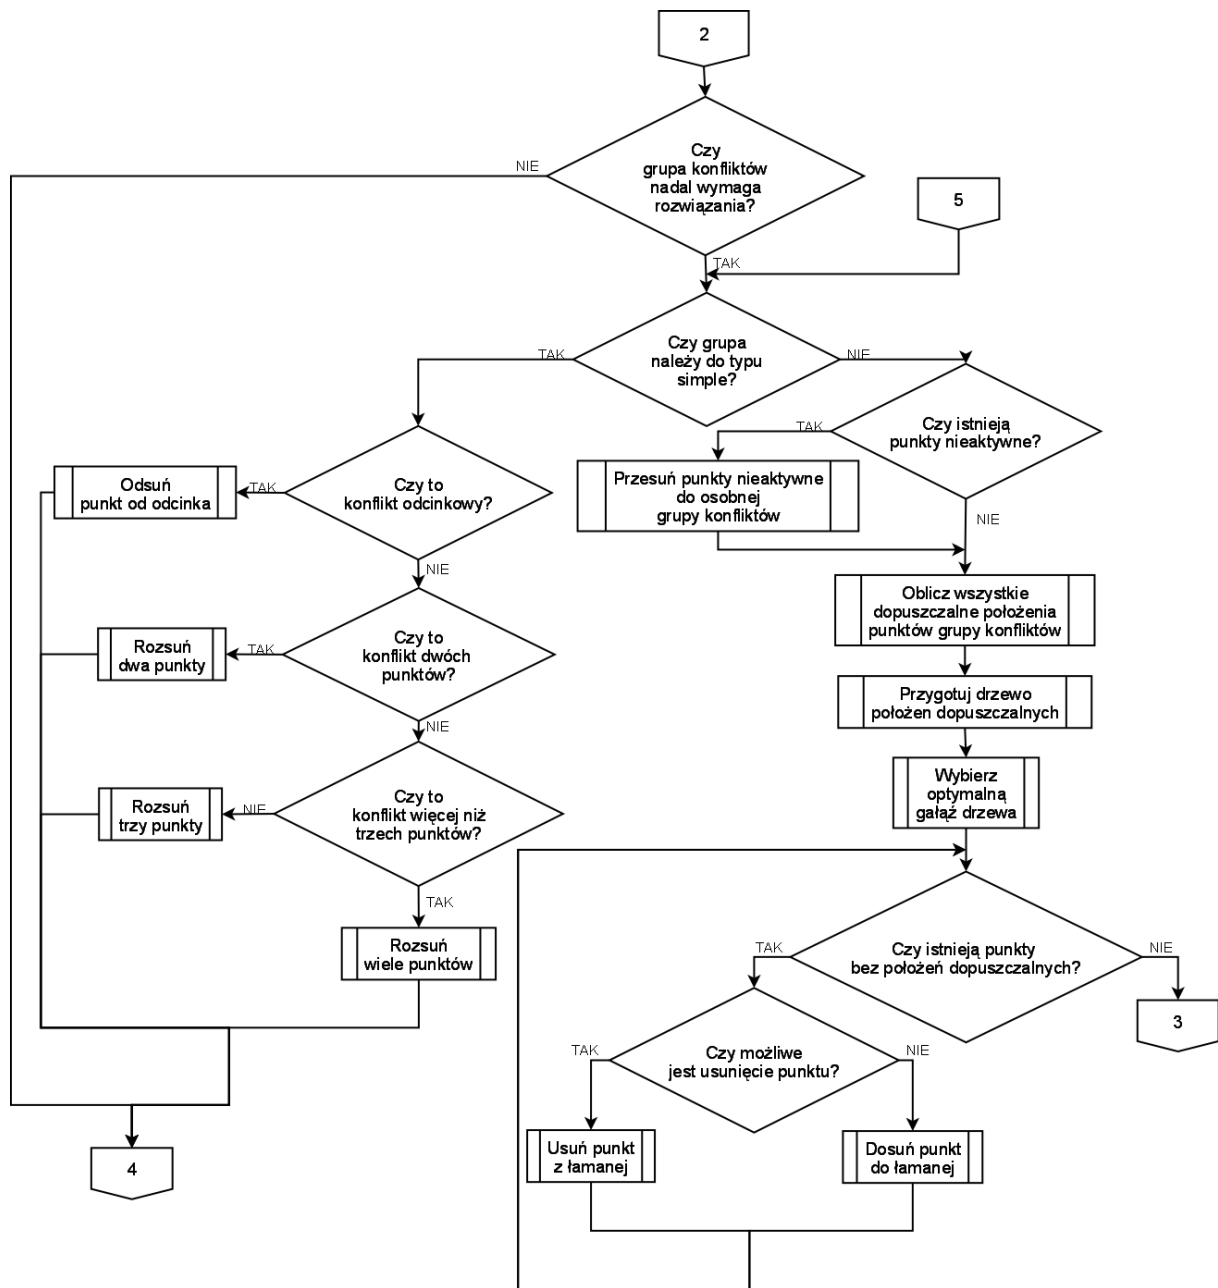 2
Czy
grupa konfliktów
nadal wymaga
rozwiązania?
NIE
5
TAK
Czy grupa
należy do typu
simple?
TAK
NIE
Czy istnieją
punkty nieaktywne?
TAK
Przesuń punkty nieaktywne
do osobnej
grupy konfliktów
NIE
Czy to
konflikt odcinkowy?
TAK
Odsuń
punkt od odcinka
NIE
Oblicz wszystkie
dopuszczalne położenia
punktów grupy konfliktów
Czy to
konflikt dwóch
punktów?
TAK
Rozsuń
dwa punkty
NIE
Przygotuj drzewo
położen dopuszczalnych
Wybierz
optymalną
gałąź drzewa
Czy to
konflikt więcej niż
trzech punktów?
NIE
Rozsuń
trzy punkty
TAK
Rozsuń
wiele punktów
Czy istnieją punkty
bez położeń dopuszczalnych?
TAK
NIE
3
Czy możliwe
jest usunięcie punktu?
TAK
NIE
Usuń punkt
z łamanej
Dosuń punkt
do łamanej
4